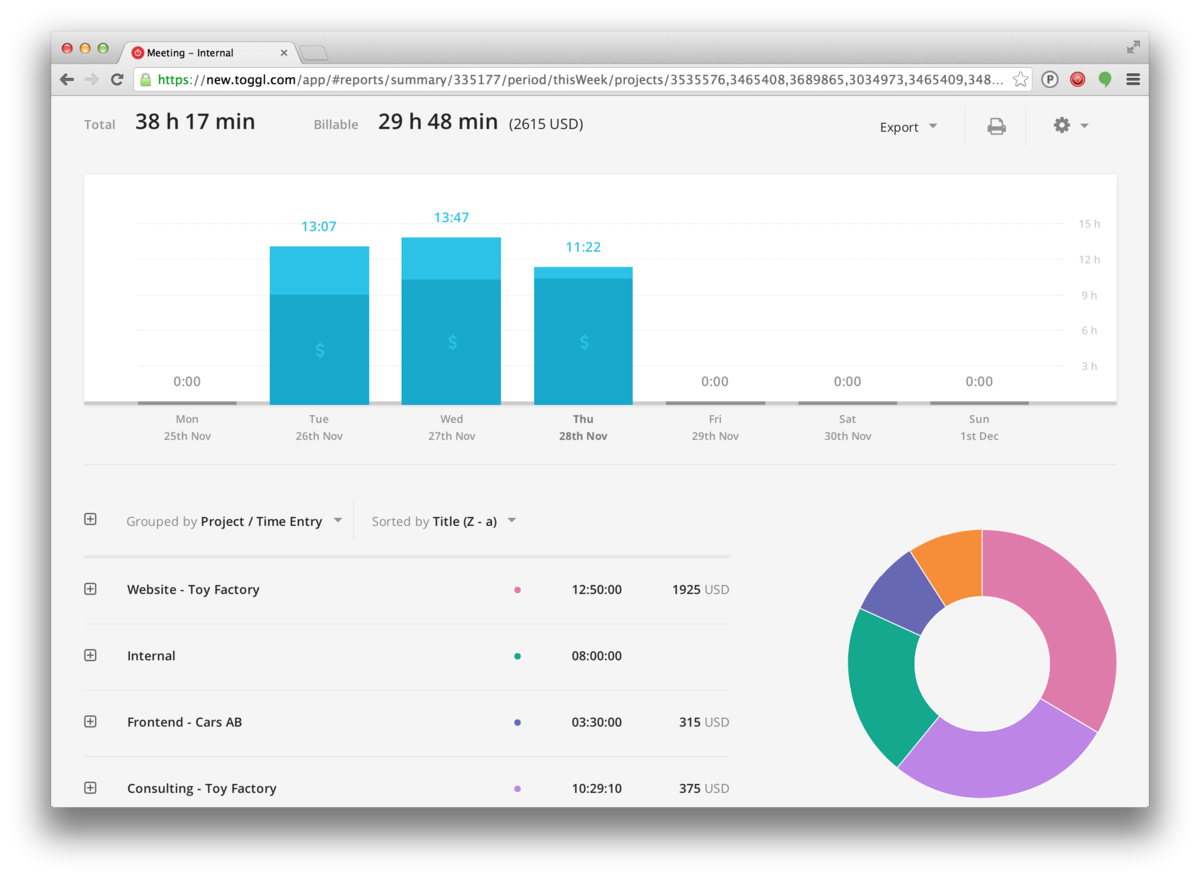 Meeting – Internal
https://new.toggl.com/app/#reports/summary/335177/period/thisWeek/projects/3535576,3465408,3689865,3034973,3465409,348...
P
Total 38 h 17 min Billable 29 h 48 min (2615 USD) Export
15 h
12 h
9 h
6 h
3 h
13:07
13:47
11:22
$
$
$
0:00
0:00
0:00
0:00
Mon Tue Wed Thu Fri Sat Sun
25th Nov 26th Nov 27th Nov 28th Nov 29th Nov 30th Nov 1st Dec
Grouped by Project / Time Entry Sorted by Title (Z - a)
Website - Toy Factory 12:50:00 1925 USD
Internal 08:00:00
Frontend - Cars AB 03:30:00 315 USD
Consulting - Toy Factory 10:29:10 375 USD